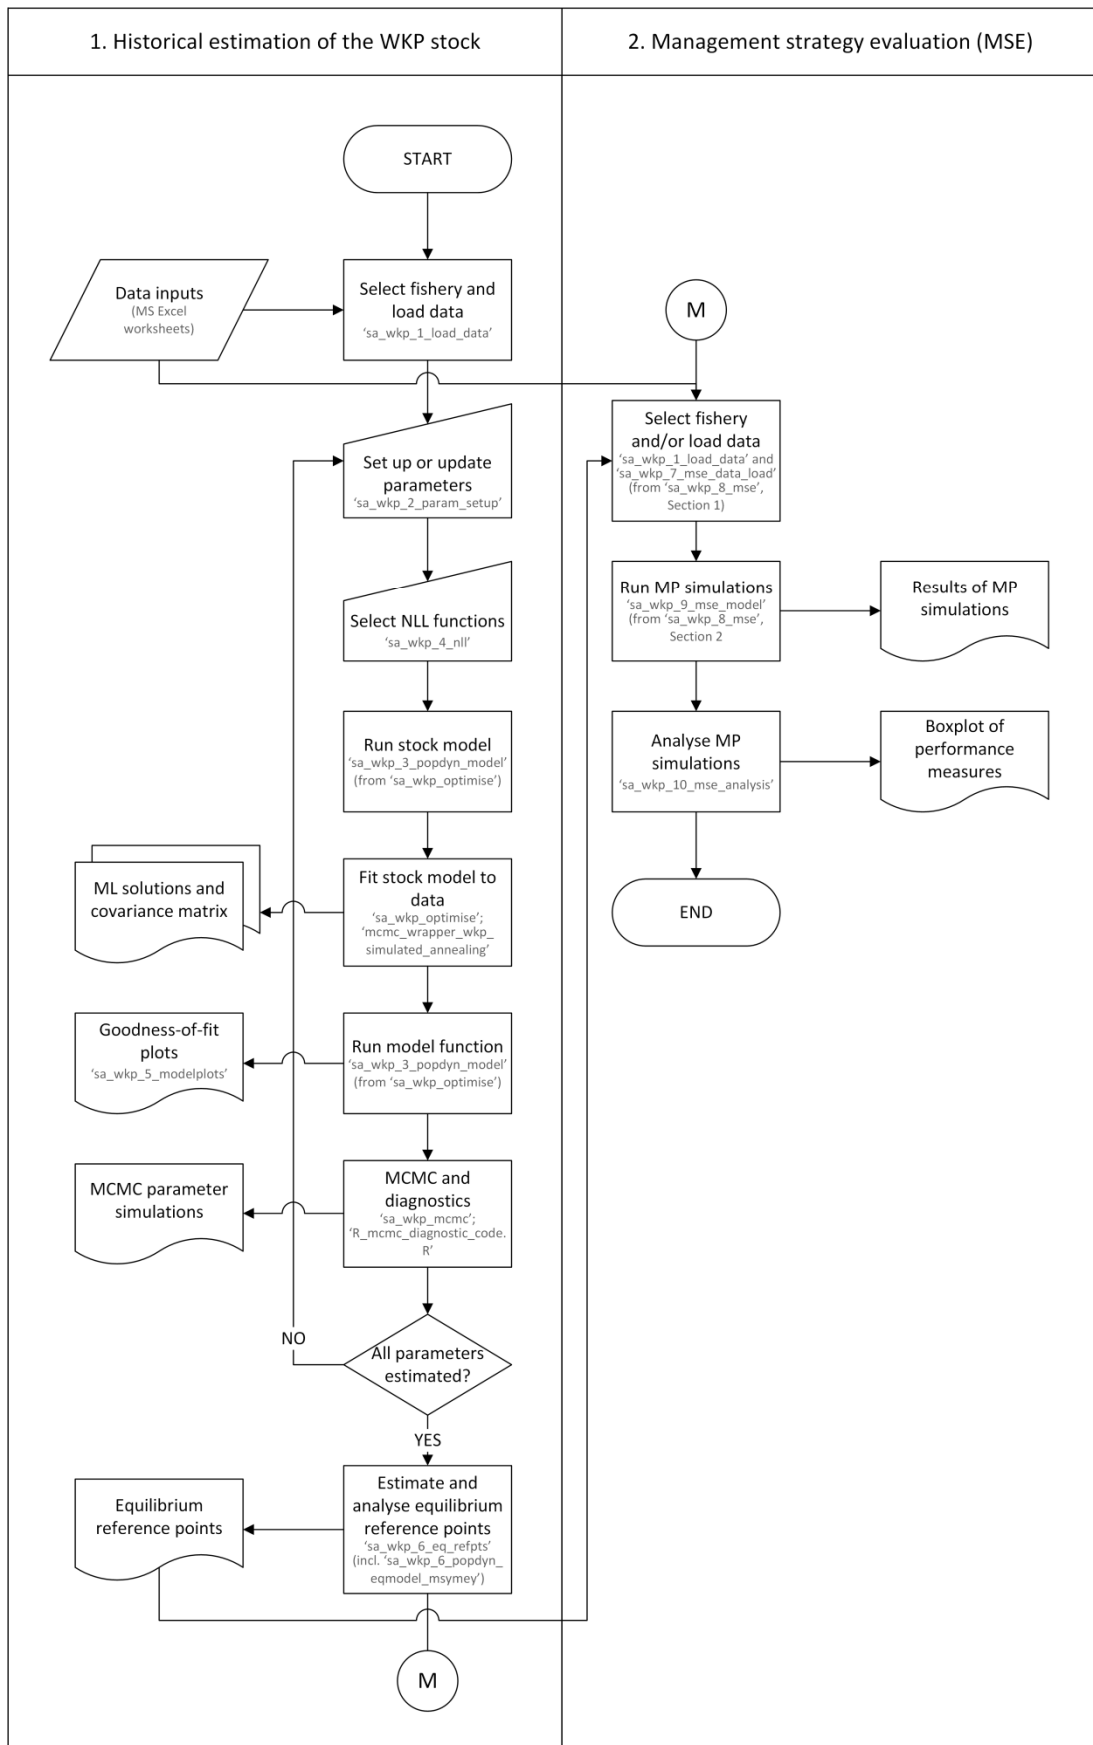 1. Historical estimation of the WKP stock
2. Management strategy evaluation (MSE)
START
Data inputs
(MS Excel
worksheets)
Select fishery and
load data
‘sa_wkp_1_load_data’
Set up or update
parameters
‘sa_wkp_2_param_setup’
Select NLL functions
‘sa_wkp_4_nll’
Run stock model
‘sa_wkp_3_popdyn_model’
(from ‘sa_wkp_optimise’)
ML solutions and
covariance matrix
Fit stock model to
data
‘sa_wkp_optimise’;
‘mcmc_wrapper_wkp_
simulated_annealing’
Goodness-of-fit
plots
‘sa_wkp_5_modelplots’
Run model function
‘sa_wkp_3_popdyn_model’
(from ‘sa_wkp_optimise’)
MCMC parameter
simulations
MCMC and
diagnostics
‘sa_wkp_mcmc’;
‘R_mcmc_diagnostic_code.
R’
NO
All parameters
estimated?
YES
Equilibrium
reference points
Estimate and
analyse equilibrium
reference points
‘sa_wkp_6_eq_refpts’
(incl. ‘sa_wkp_6_popdyn_
eqmodel_msymey’)
M
M
Select fishery
and/or load data
‘sa_wkp_1_load_data’ and
‘sa_wkp_7_mse_data_load’
(from ‘sa_wkp_8_mse’,
Section 1)
Run MP simulations
‘sa_wkp_9_mse_model’
(from ‘sa_wkp_8_mse’,
Section 2
Results of MP
simulations
Analyse MP
simulations
‘sa_wkp_10_mse_analysis’
Boxplot of
performance
measures
END